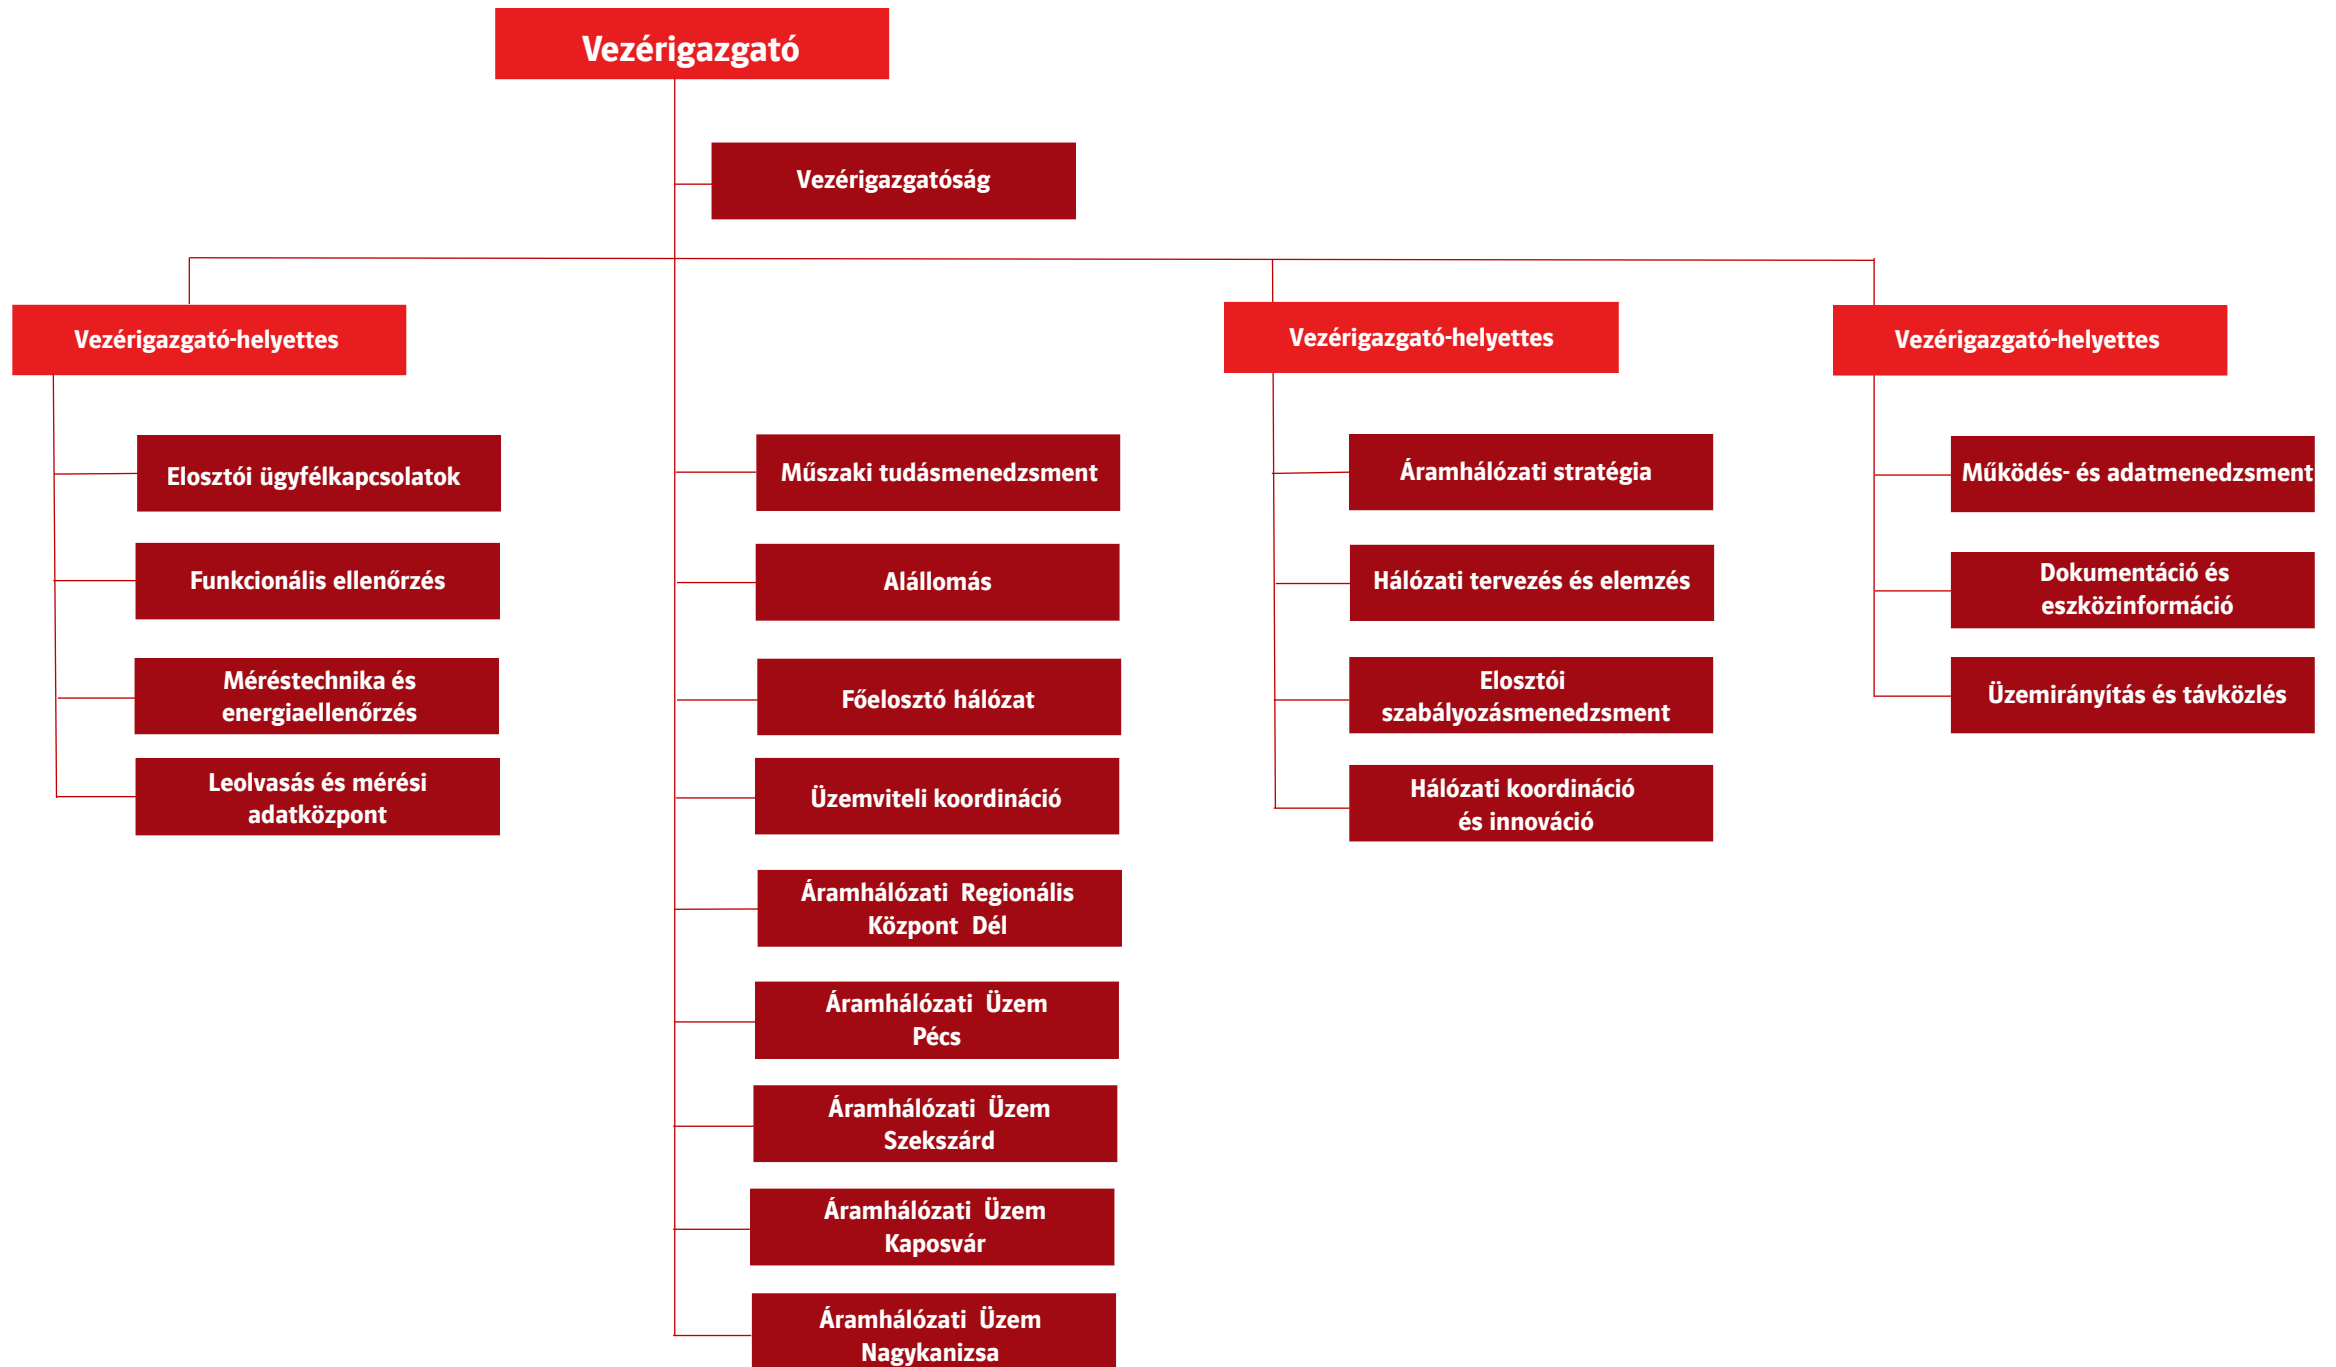 Vezérigazgató
Vezérigazgatóság
Vezérigazgató-helyettes
Elosztói ügyfélkapcsolatok
Funkcionális ellenőrzés
Méréstechnika és
energiaellenőrzés
Leolvasás és mérési
adatközpont
Műszaki tudásmenedzsment
Alállomás
Főelosztó hálózat
Üzemviteli koordináció
Áramhálózati Regionális
Központ Dél
Áramhálózati Üzem
Pécs
Áramhálózati Üzem
Szekszárd
Áramhálózati Üzem
Kaposvár
Áramhálózati Üzem
Nagykanizsa
Vezérigazgató-helyettes
Áramhálózati stratégia
Hálózati tervezés és elemzés
Elosztói
szabályozásmenedzsment
Hálózati koordináció
és innováció
Vezérigazgató-helyettes
Működés- és adatmenedzsment
Dokumentáció és
eszközinformáció
Üzemirányítás és távközlés